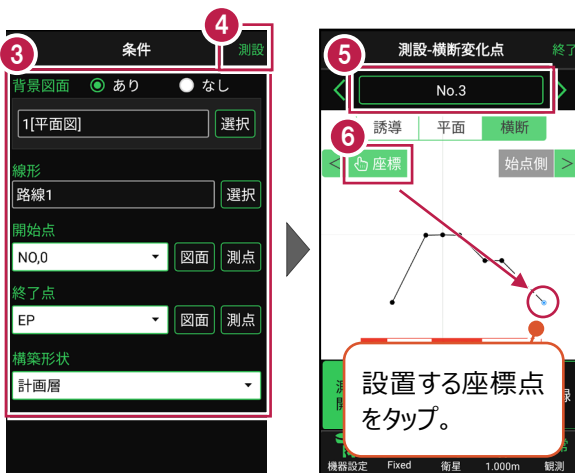 3
条件
4
測設
背景図面 あり なし
1[平面図] 選択
線形
路線1 選択
開始点
NO,0 図面 測点
終了点
EP 図面 測点
構築形状
計画層
5
測設-横断変化点 終了
< No.3 >
6
誘導 平面 横断
< 座標 始点側 >
設置する座標点
をタップ。
機器設定 Fixed 衛星 1.000m 観測